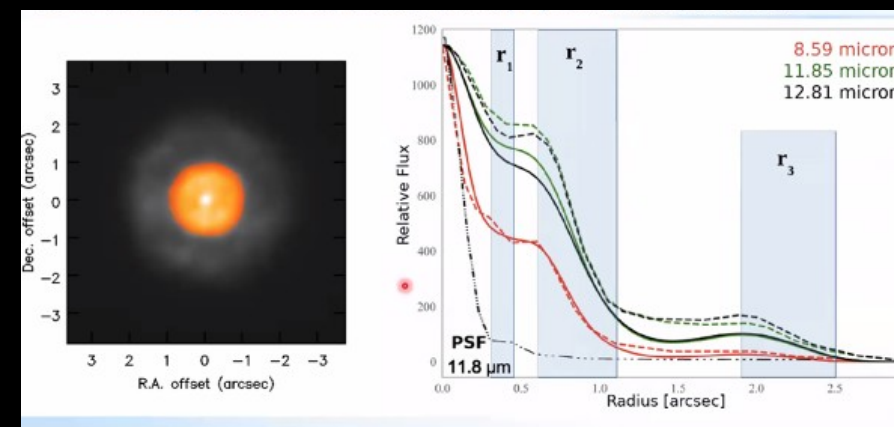 3
2
1
0
−1
−2
−3
Dec. offset (arcsec)
3 2 1 0 −1 −2 −3
R.A. offset (arcsec)
1200
1000
800
600
400
200
0
Relative Flux
r1
r2
r3
8.59 micron
11.85 micron
12.81 micron
PSF
11.8 µm
0.0 0.5 1.0 1.5 2.0 2.5
Radius [arcsec]